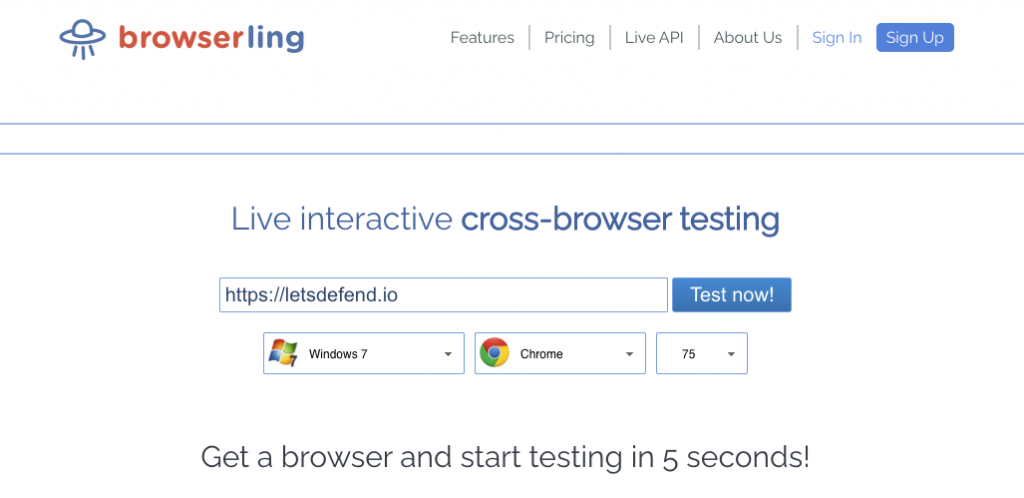 browserling
Features Pricing Live API About Us Sign In Sign Up
Live interactive cross-browser testing
https://letsdefend.io Test now!
Windows 7 Chrome 75
Get a browser and start testing in 5 seconds!